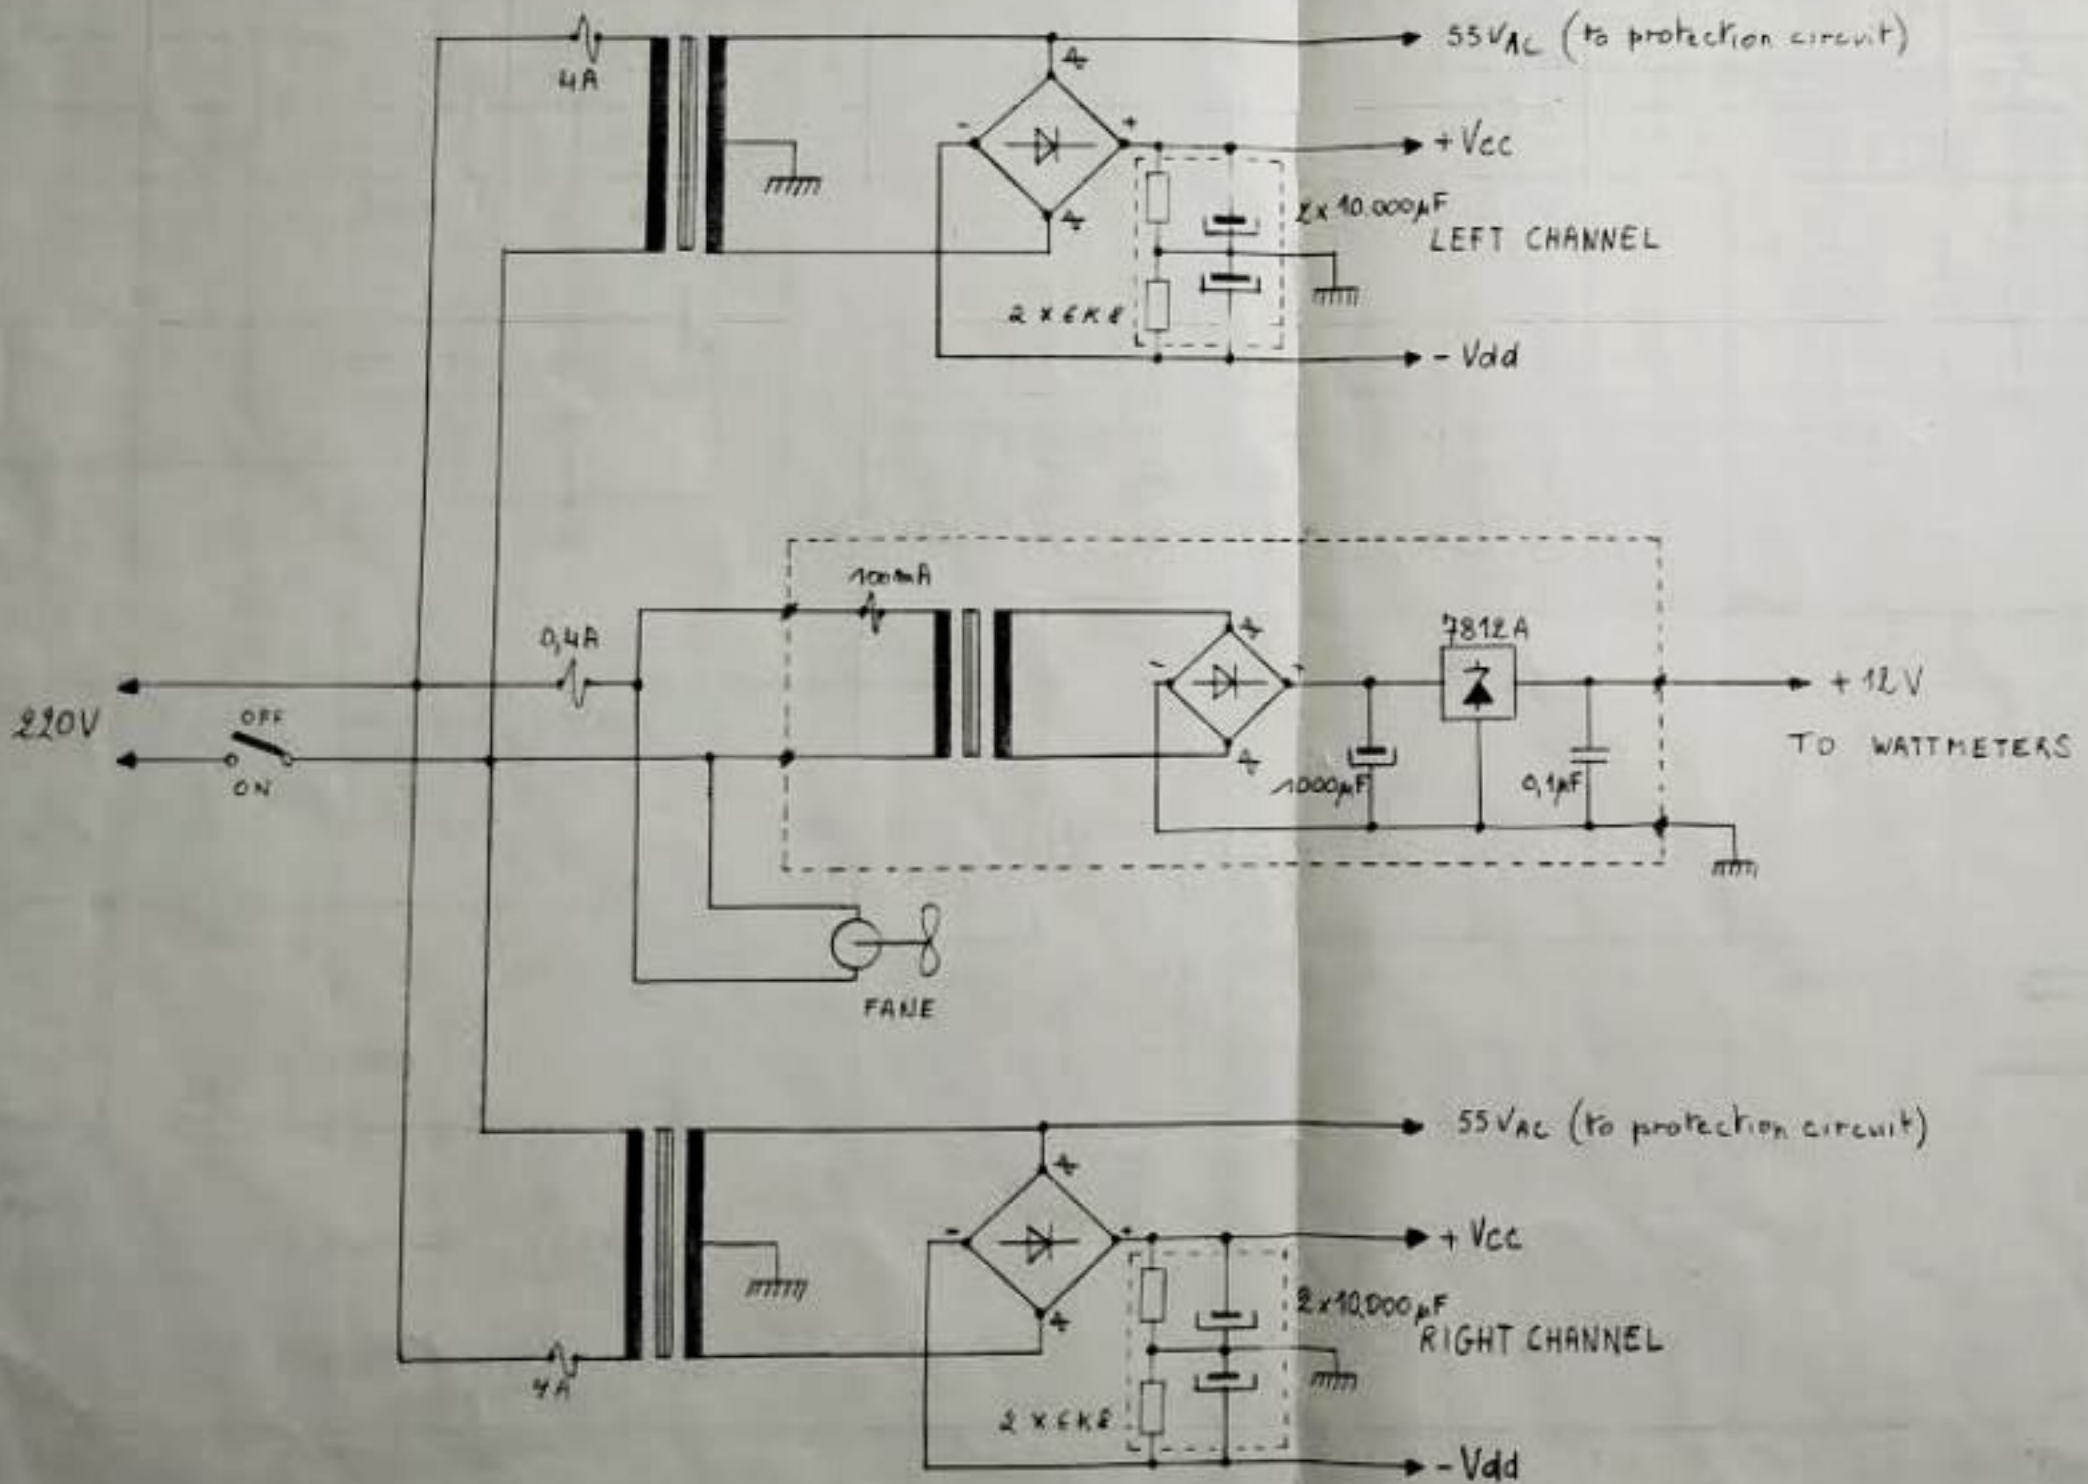 4A
55VAC (to protection circuit)
+
-
+ Vcc
2x 10.000µF
LEFT CHANNEL
2 x 6K8
- Vdd
100mA
0,4A
7812A
-
+
+ 12V
220V
OFF
ON
1000µF
0,1µF
TO WATTMETERS
FANE
55VAC (to protection circuit)
-
+
+ Vcc
2x10,000µF
RIGHT CHANNEL
4A
2 x 6K8
- Vdd